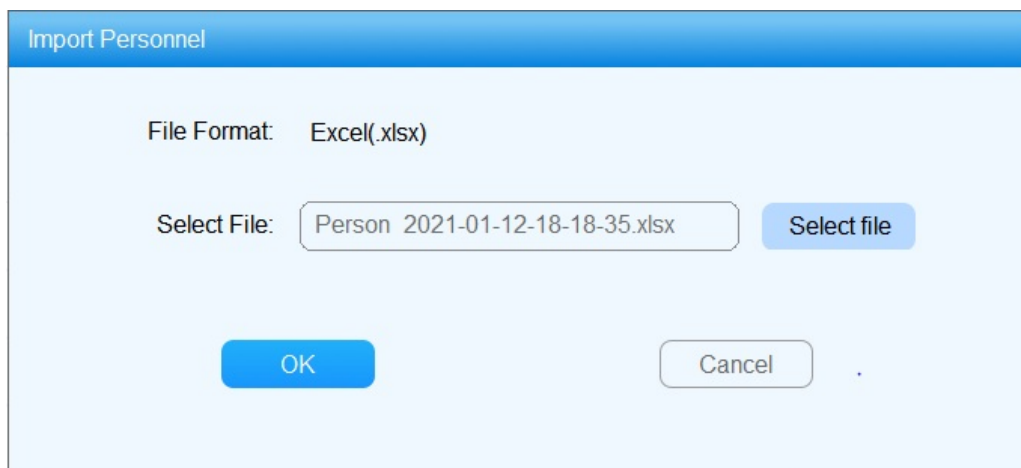 Import Personnel
File Format: Excel(.xlsx)
Select File: Person 2021-01-12-18-18-35.xlsx Select file
OK Cancel